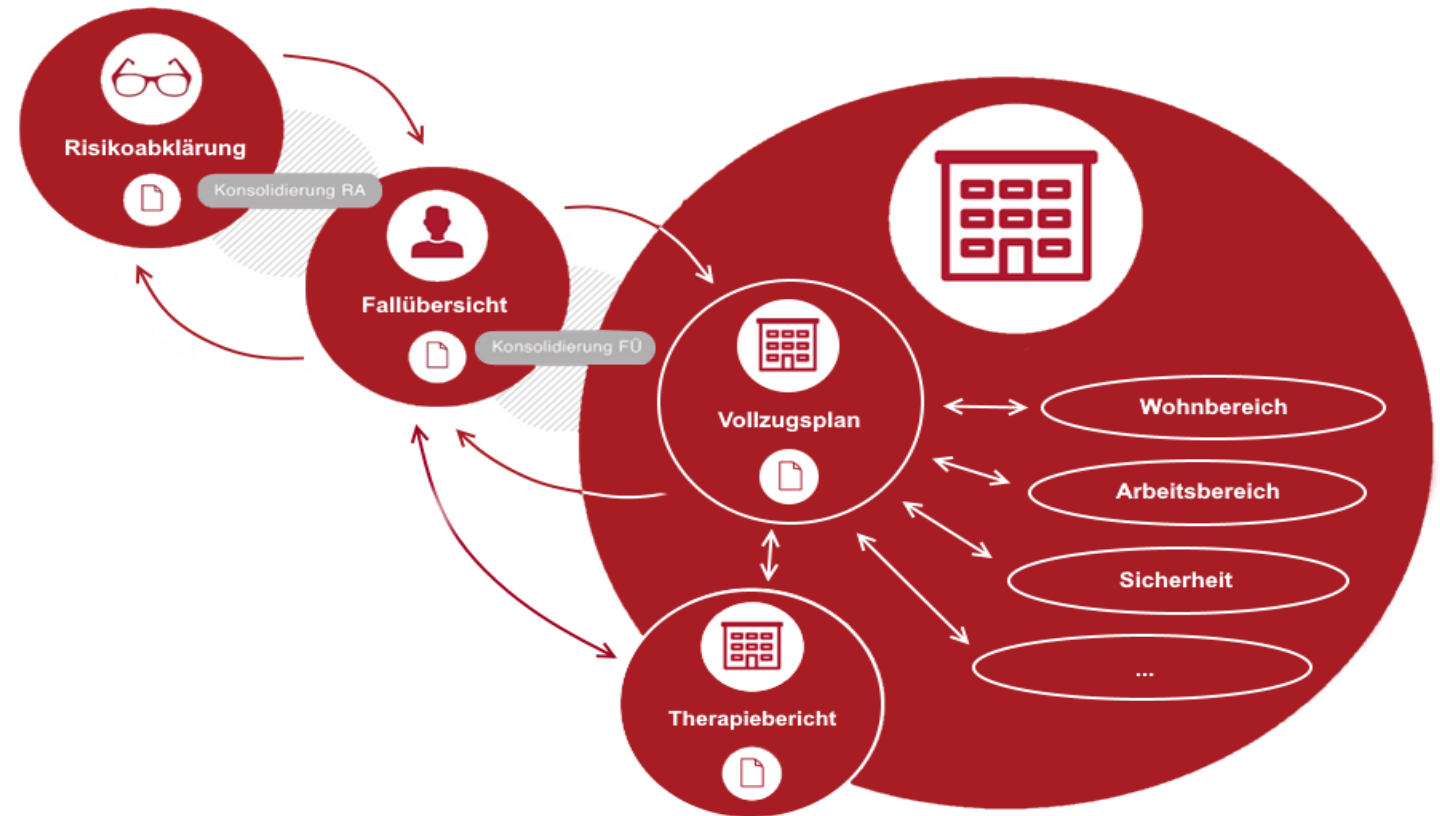 Risikoabklärung
Konsolidierung RA
Fallübersicht
Konsolidierung FÜ
Vollzugsplan
Wohnbereich
Arbeitsbereich
Sicherheit
...
Therapiebericht